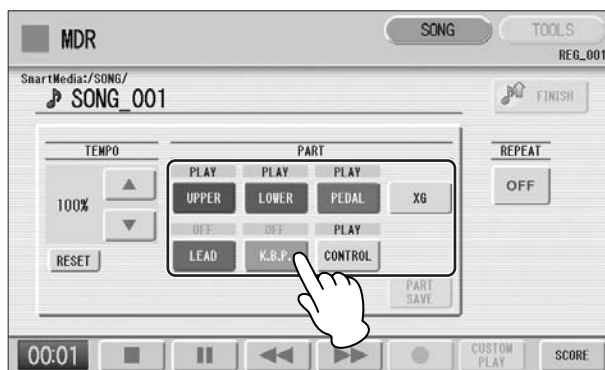 MDR
SONG
TOOLS
REG_001
SmartMedia:/SONG/
SONG_001
FINISH
TEMPO
PART
REPEAT
PLAY PLAY PLAY
100%
UPPER LOWER PEDAL XG
OFF
OFF OFF PLAY
RESET
LEAD K.B.P. CONTROL
PART
SAVE
00:01
CUSTOM
PLAY
SCORE